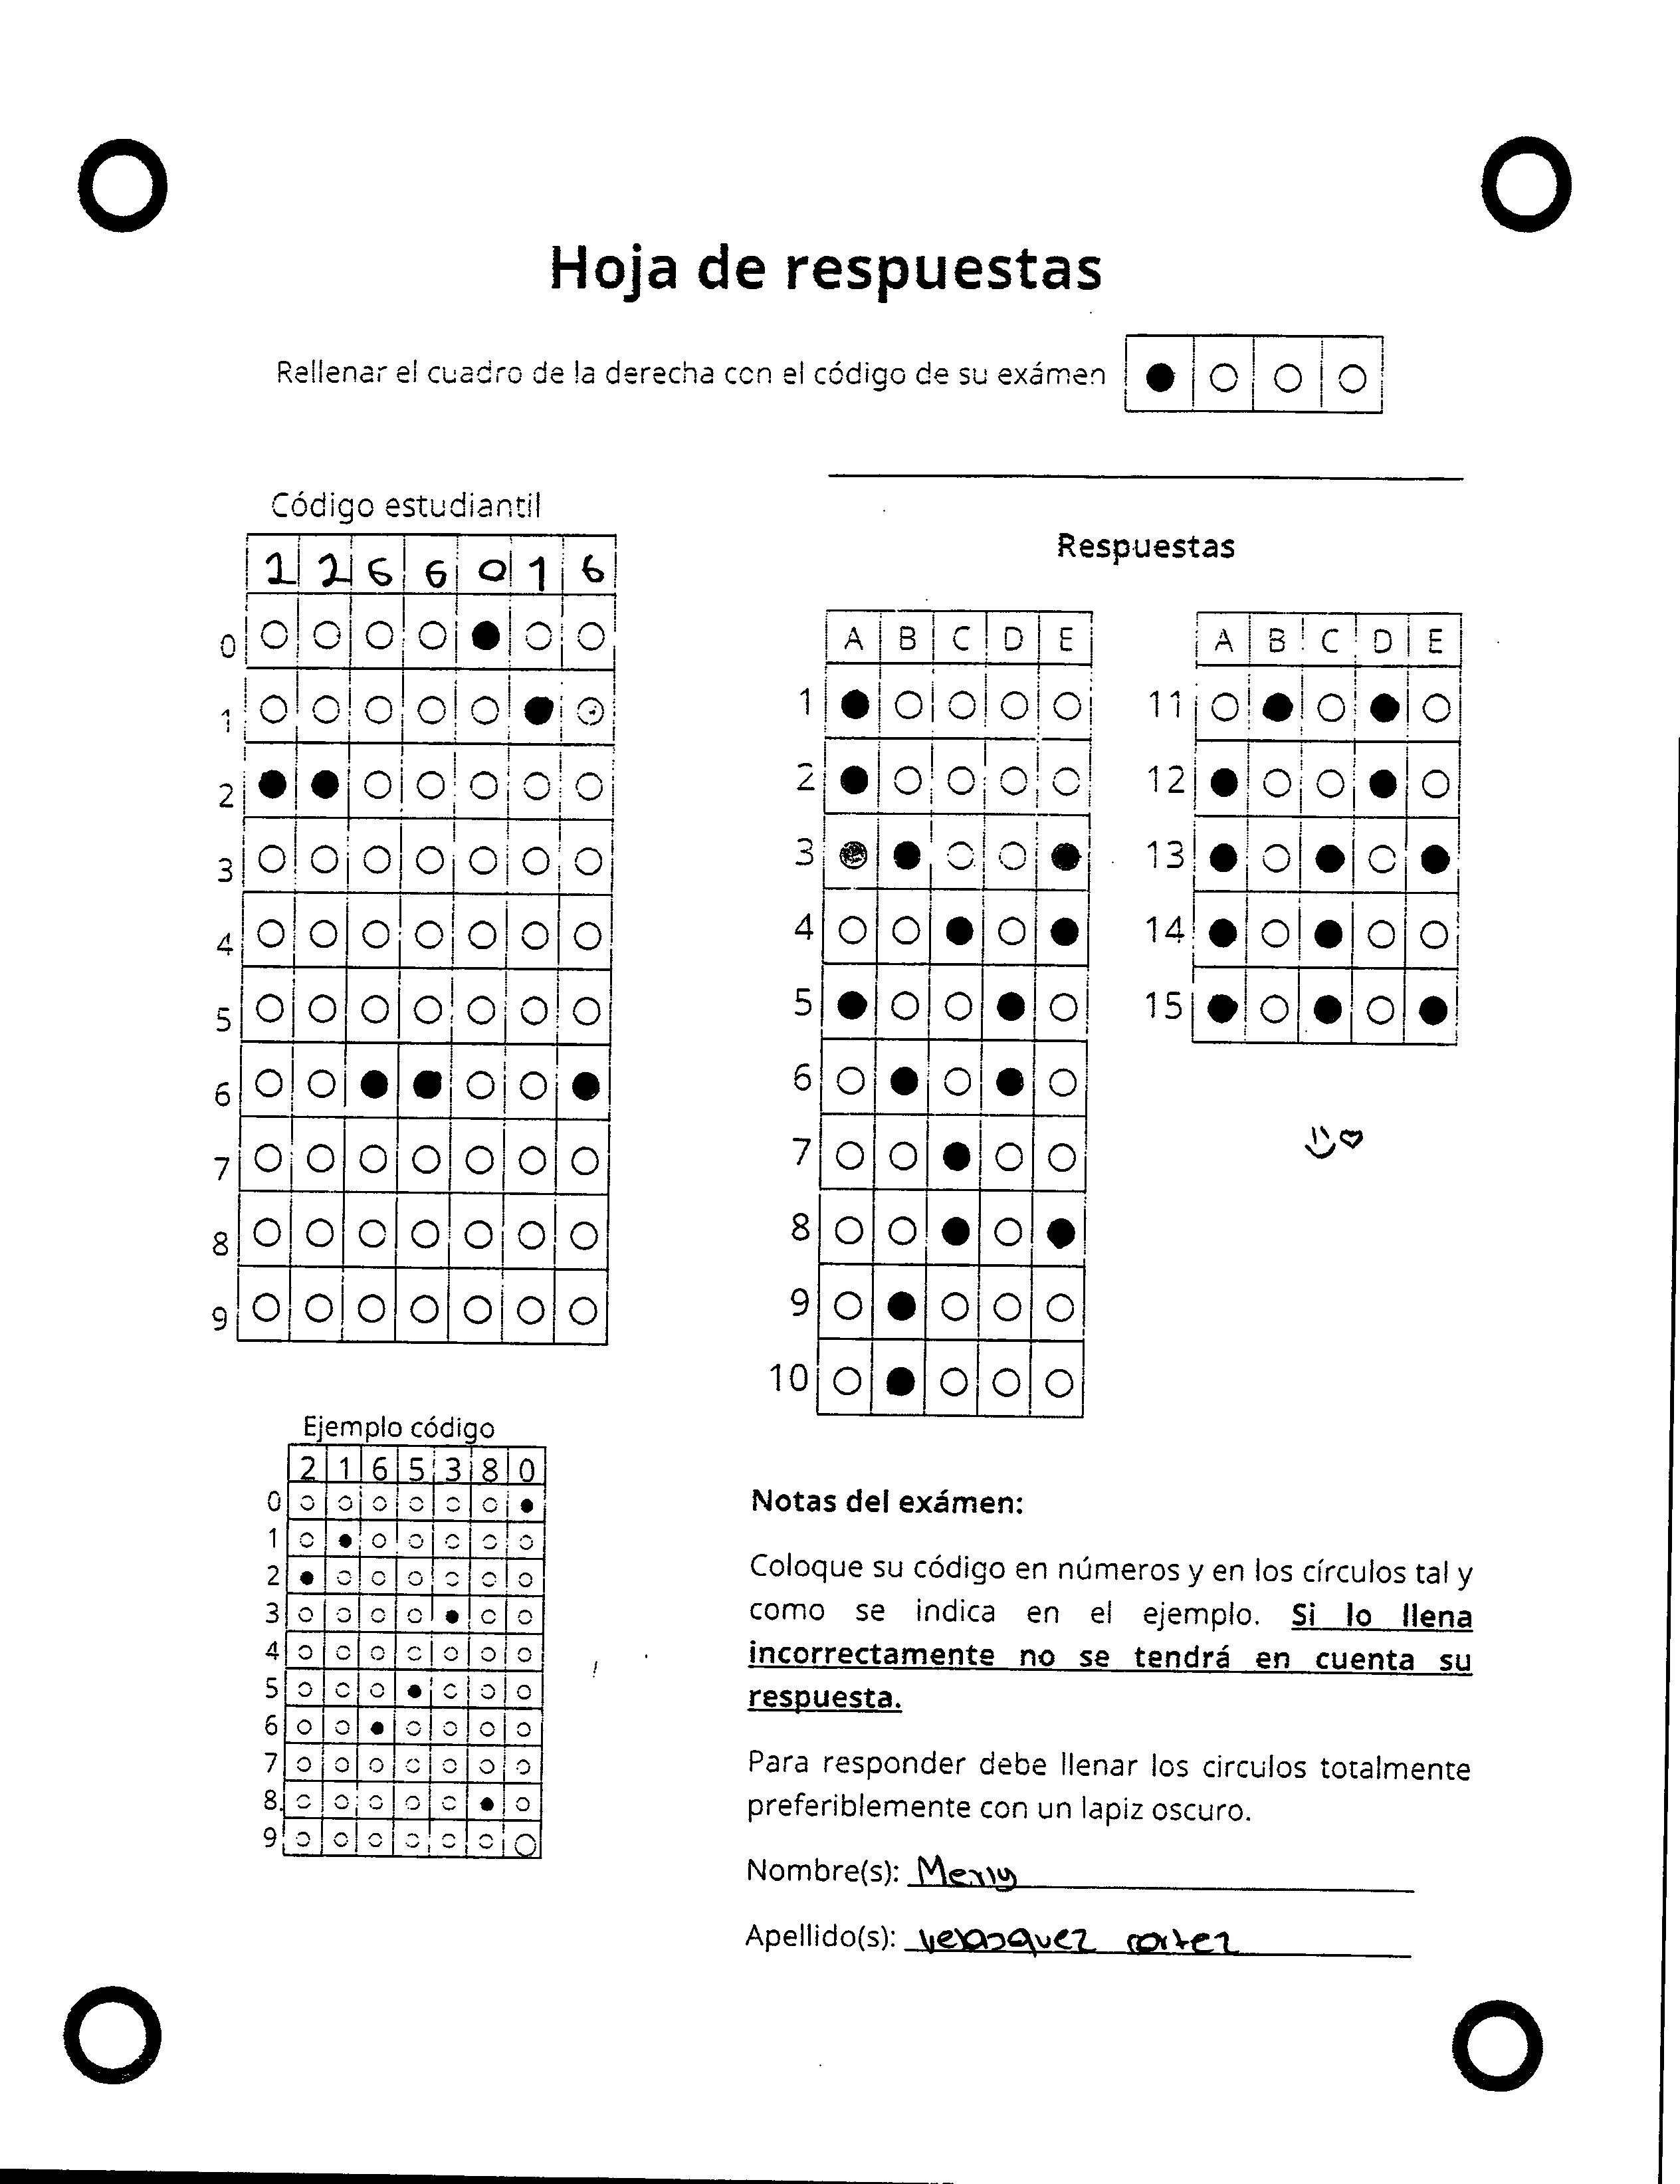 Hoja de respuestas
Rellenar el cuadro de la derecha con el código de su exámen
Código estudiantil
2 2 6 6 0 1 6
0
1
2
3
4
5
6
7
8
9
Respuestas
A B C D E
1
2
3
4
5
6
7
8
9
10
A B C D E
11
12
13
14
15
Ejemplo código
2 1 6 5 3 8 0
0
1
2
3
4
5
6
7
8
9
Notas del exámen:
Coloque su código en números y en los círculos tal y
como se indica en el ejemplo. Si lo llena
incorrectamente no se tendrá en cuenta su
respuesta.
Para responder debe llenar los circulos totalmente
preferiblemente con un lapiz oscuro.
Nombre(s): Merly
Apellido(s): velasquez cortez